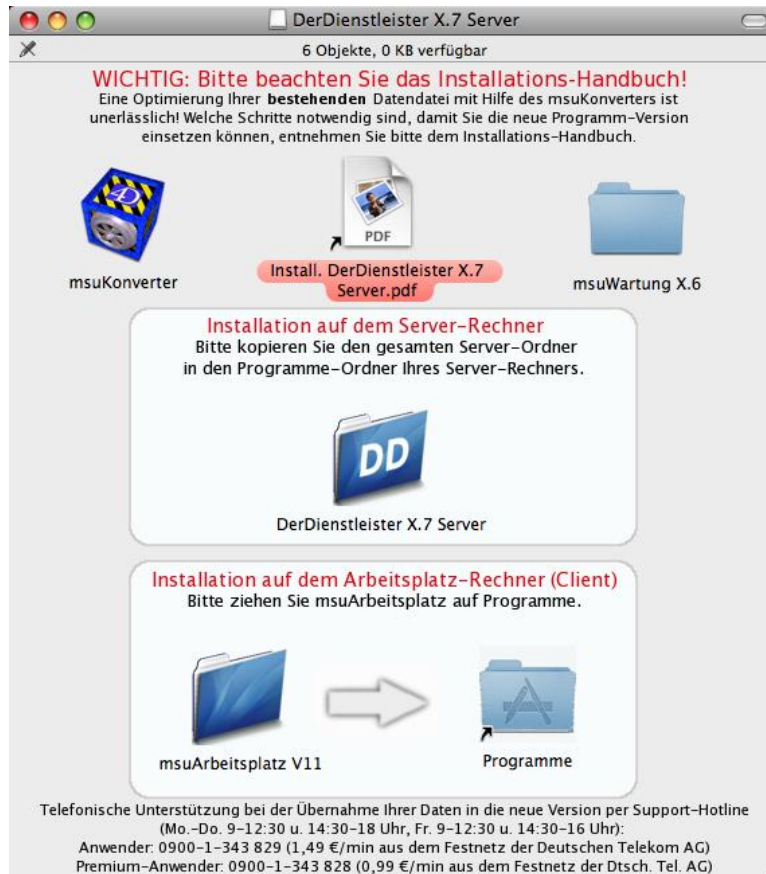 DerDienstleister X.7 Server
6 Objekte, 0 KB verfügbar
WICHTIG: Bitte beachten Sie das Installations-Handbuch!
Eine Optimierung Ihrer bestehenden Datendatei mit Hilfe des msuKonverters ist
unerlässlich! Welche Schritte notwendig sind, damit Sie die neue Programm-Version
einsetzen können, entnehmen Sie bitte dem Installations-Handbuch.
4D
PDF
msuKonverter
Install. DerDienstleister X.7
Server.pdf
msuWartung X.6
Installation auf dem Server-Rechner
Bitte kopieren Sie den gesamten Server-Ordner
in den Programme-Ordner Ihres Server-Rechners.
DD
DerDienstleister X.7 Server
Installation auf dem Arbeitsplatz-Rechner (Client)
Bitte ziehen Sie msuArbeitsplatz auf Programme.
msuArbeitsplatz V11
Programme
Telefonische Unterstützung bei der Übernahme Ihrer Daten in die neue Version per Support-Hotline
(Mo.-Do. 9-12:30 u. 14:30-18 Uhr, Fr. 9-12:30 u. 14:30-16 Uhr):
Anwender: 0900-1-343 829 (1,49 €/min aus dem Festnetz der Deutschen Telekom AG)
Premium-Anwender: 0900-1-343 828 (0,99 €/min aus dem Festnetz der Dtsch. Tel. AG)